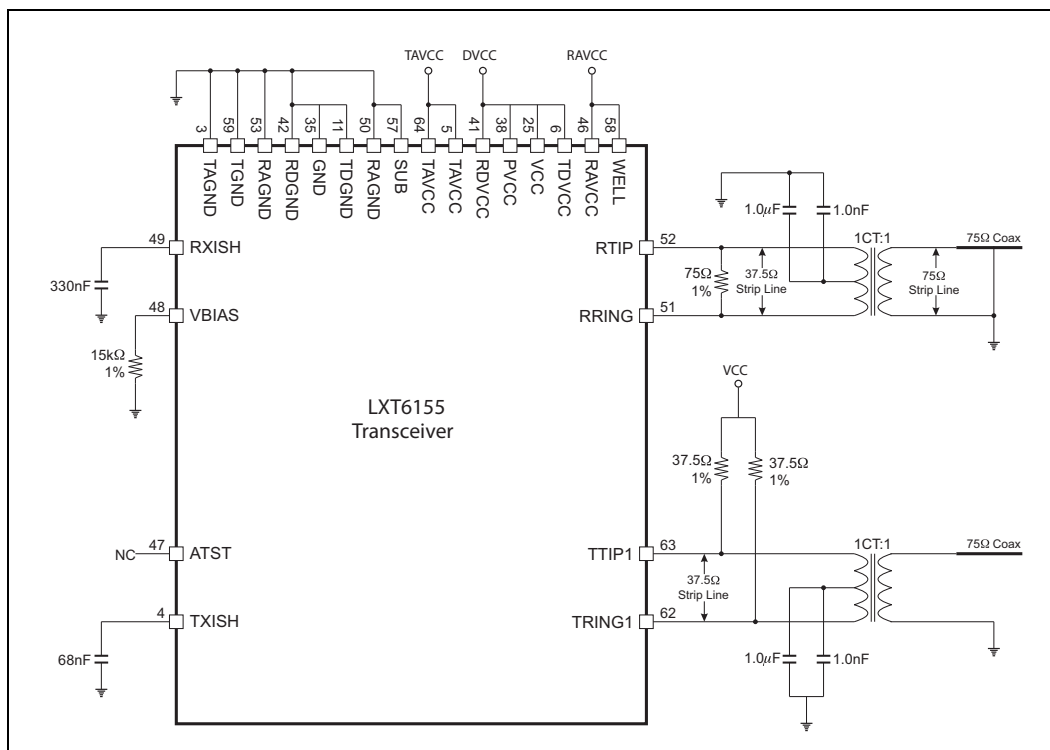 TAVCC DVCC RAVCC
3 59 53 42 35 11 50 57 64 5 41 38 25 6 46 58
TAGND TGND RAGND RDGND GND TDGND RAGND SUB TAVCC TAVCC RDVCC PVCC VCC TDVCC RAVCC WELL
1.0μF 1.0nF
49 RXISH RTIP 52 1CT:1 75Ω Coax
330nF
75Ω
1%
37.5Ω
Strip Line
75Ω
Strip Line
48 VBIAS RRING 51
15kΩ
1%
VCC
LXT6155
Transceiver
37.5Ω
1%
37.5Ω
1%
NC 47 ATST TTIP1 63 1CT:1 75Ω Coax
37.5Ω
Strip Line
4 TXISH TRING1 62
68nF
1.0μF 1.0nF